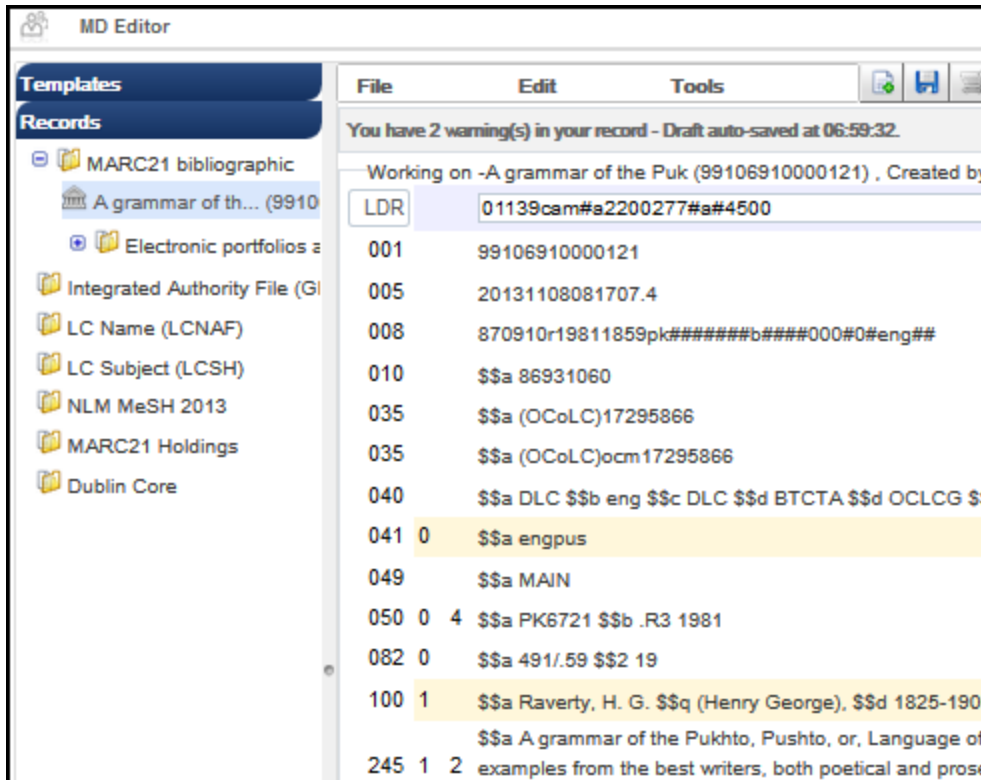 MD Editor
Templates
Records
MARC21 bibliographic
A grammar of th... (9910
Electronic portfolios a
Integrated Authority File (G
LC Name (LCNAF)
LC Subject (LCSH)
NLM MeSH 2013
MARC21 Holdings
Dublin Core
File Edit Tools
You have 2 warning(s) in your record - Draft auto-saved at 06:59:32.
Working on -A grammar of the Puk (99106910000121) , Created by
LDR 01139cam#a2200277#a#4500
001 99106910000121
005 20131108081707.4
008 870910r19811859pk#######b####000#0#eng##
010 $$a 86931060
035 $$a (OCoLC)17295866
035 $$a (OCoLC)ocm17295866
040 $$a DLC $$b eng $$c DLC $$d BTCTA $$d OCLCG $
041 0 $$a engpus
049 $$a MAIN
050 0 4 $$a PK6721 $$b .R3 1981
082 0 $$a 491/.59 $$2 19
100 1 $$a Raverty, H. G. $$q (Henry George), $$d 1825-190
$$a A grammar of the Pukhto, Pushto, or, Language of
245 1 2 examples from the best writers, both poetical and prose